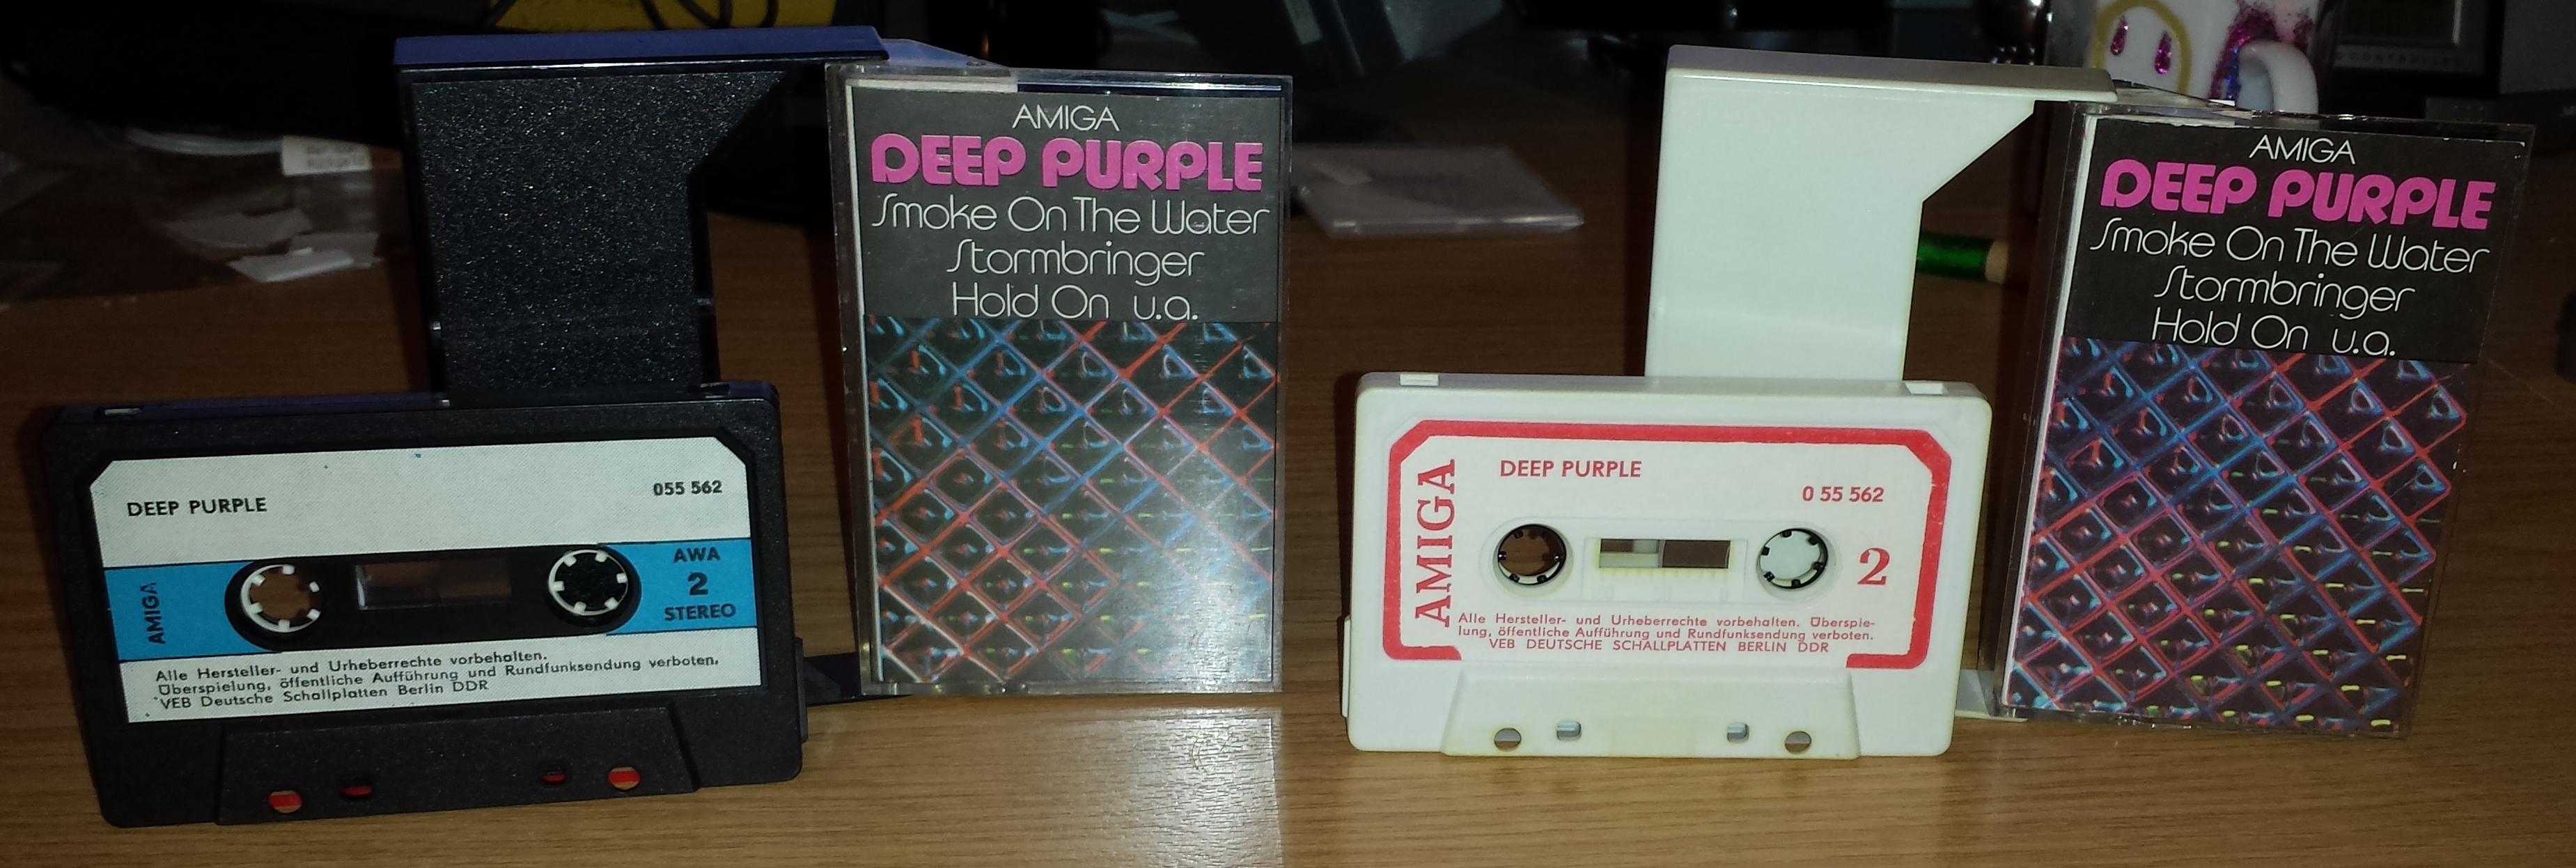 DEEP PURPLE
055 562
AMIGA
AWA
2
STEREO
Alle Hersteller- und Urheberrechte vorbehalten.
Überspielung, öffentliche Aufführung und Rundfunksendung verboten.
VEB Deutsche Schallplatten Berlin DDR
AMIGA
DEEP PURPLE
Smoke On The Water
Stormbringer
Hold On u.a.
AMIGA
DEEP PURPLE
0 55 562
2
Alle Hersteller- und Urheberrechte vorbehalten. Überspie-
lung, öffentliche Aufführung und Rundfunksendung verboten.
VEB DEUTSCHE SCHALLPLATTEN BERLIN DDR
AMIGA
DEEP PURPLE
Smoke On The Water
Stormbringer
Hold On u.a.